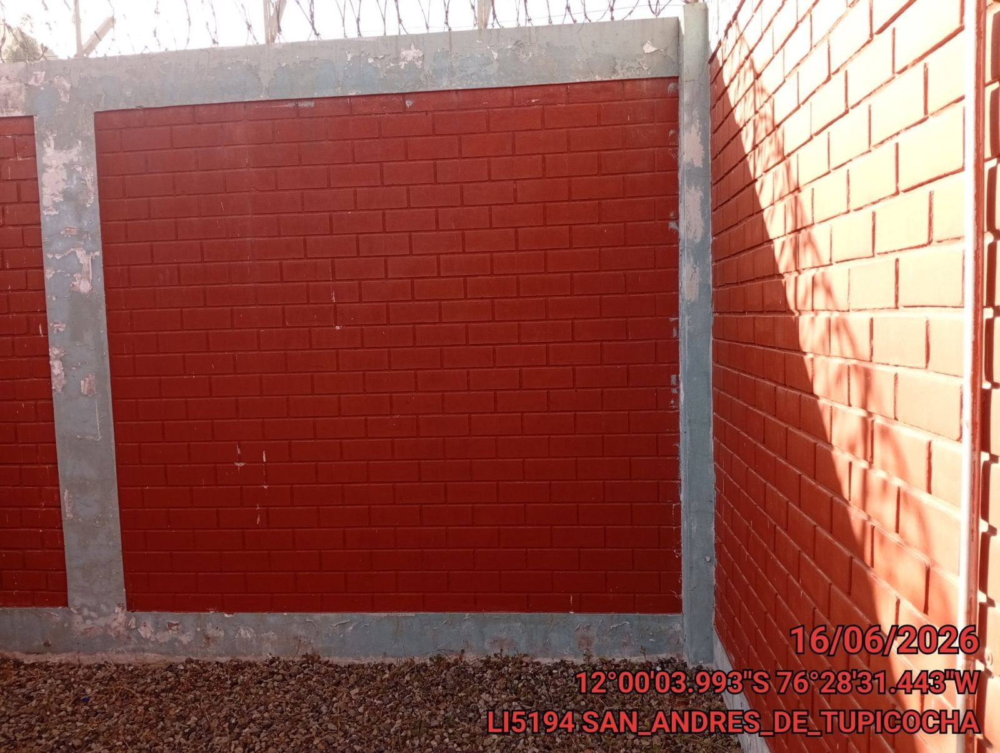 16/06/2026
12°00'03.993"S 76°28'31.443"W
LI5194 SAN_ANDRES_DE_TUPICOCHA